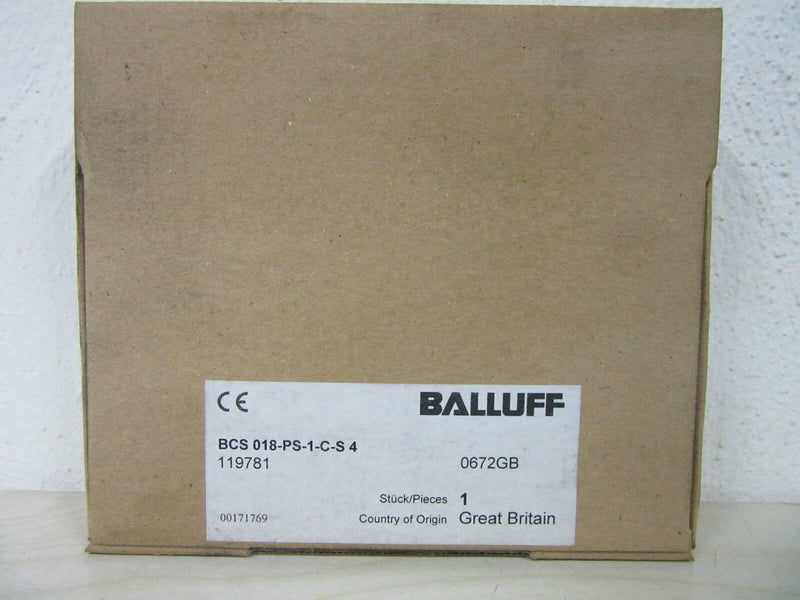 CE BALLUFF
BCS 018-PS-1-C-S 4
119781 0672GB
Stück/Pieces 1
00171769 Country of Origin Great Britain